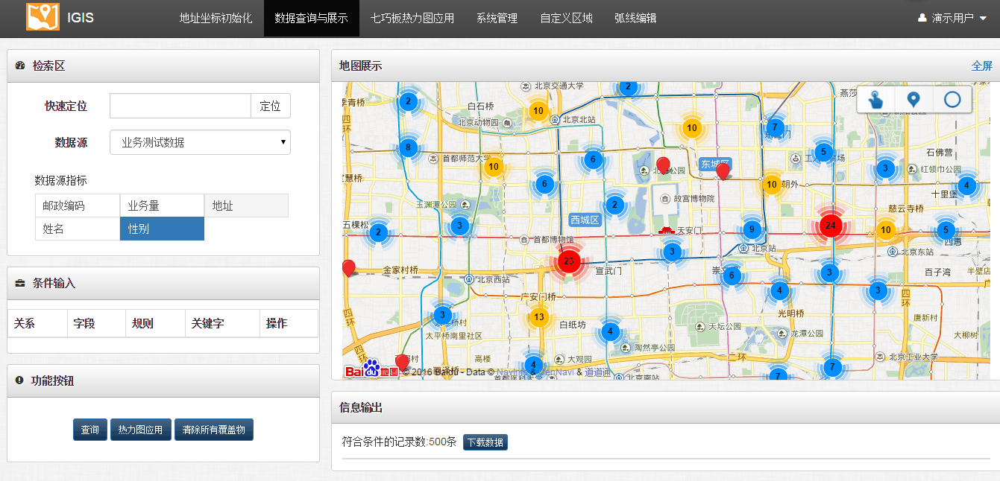 IGIS 地址坐标初始化 数据查询与展示 七巧板热力图应用 系统管理 自定义区域 弧线编辑 演示用户
检索区
快速定位 定位
数据源 业务测试数据
数据源指标
邮政编码 业务量 地址
姓名 性别
条件输入
关系 字段 规则 关键字 操作
功能按钮
查询 热力图应用 清除所有覆盖物
地图展示 全屏
北京交通大学 2
季青桥 2 白石桥 10 燕莎
四环 北京动物园 北京北站 10 7
8 首都师范大学 10 6 东城区 5 石佛营
3 红领巾公园
定慧桥 6 10 朝外 4 十里堡
玉渊潭公园 2 故宫博物院 慈云寺桥
五棵松 2 3 西城区 天安门 9 24 10 5
首都博物馆 北京站 四惠
23 3 北京东站
金家村桥 宣武门 6 3 百子湾 半壁店
北京西站 4 3 四环
广安门桥 光明桥
四环 3 13 白纸坊 4 天坛公园 龙潭公园 唐新村
太平桥南里社区 大柳树
陶然亭公园
高楼 4 大观园 二环 7 北京工业大学
7
Baidu地图 © 2016 Baidu - Data © NavInfo & CenNavi & 道道通
北京南站
信息输出
符合条件的记录数:500条 下载数据